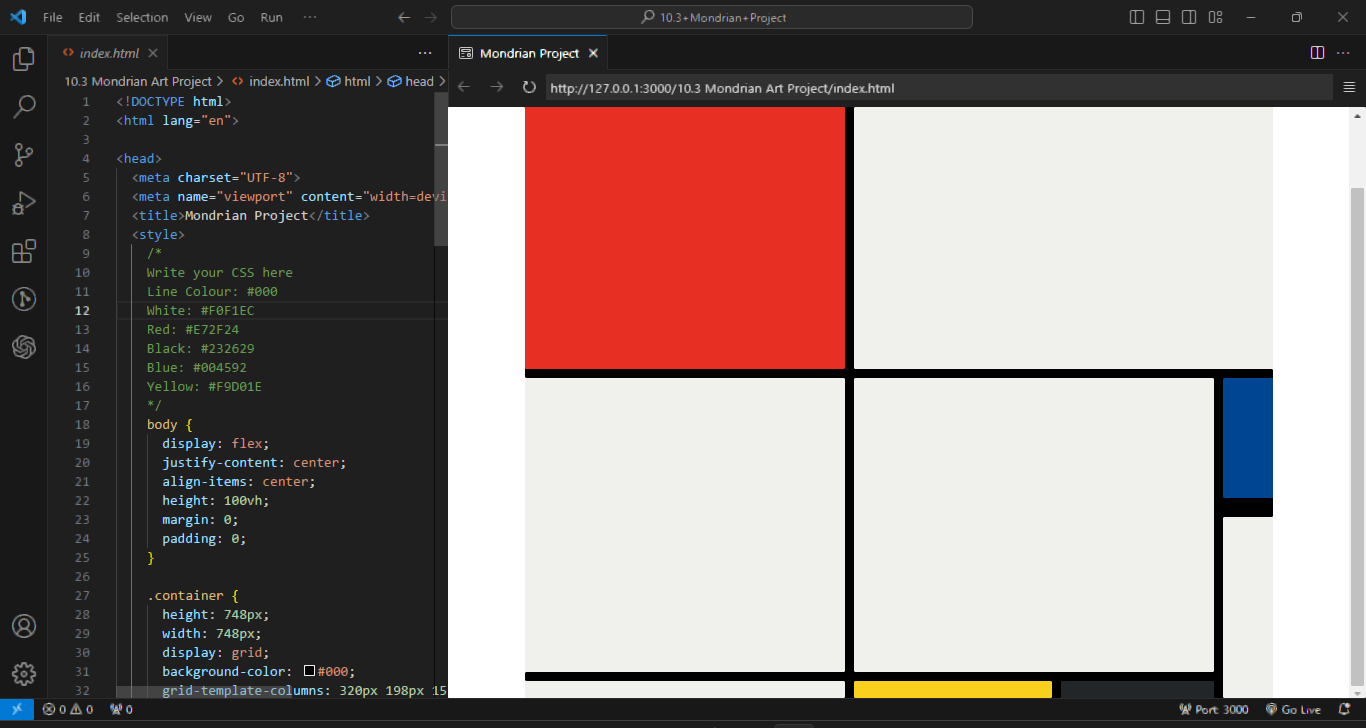 File Edit Selection View Go Run ··· 10.3+Mondrian+Project
index.html
Mondrian Project
10.3 Mondrian Art Project > index.html > html > head >
http://127.0.0.1:3000/10.3 Mondrian Art Project/index.html
1 <!DOCTYPE html>
2 <html lang="en">
3
4 <head>
5 <meta charset="UTF-8">
6 <meta name="viewport" content="width=devi
7 <title>Mondrian Project</title>
8 <style>
9 /*
10 Write your CSS here
11 Line Colour: #000
12 White: #F0F1EC
13 Red: #E72F24
14 Black: #232629
15 Blue: #004592
16 Yellow: #F9D01E
17 */
18 body {
19 display: flex;
20 justify-content: center;
21 align-items: center;
22 height: 100vh;
23 margin: 0;
24 padding: 0;
25 }
26
27 .container {
28 height: 748px;
29 width: 748px;
30 display: grid;
31 background-color: #000;
32 grid-template-columns: 320px 198px 15
0 0 0 Port: 3000 Go Live